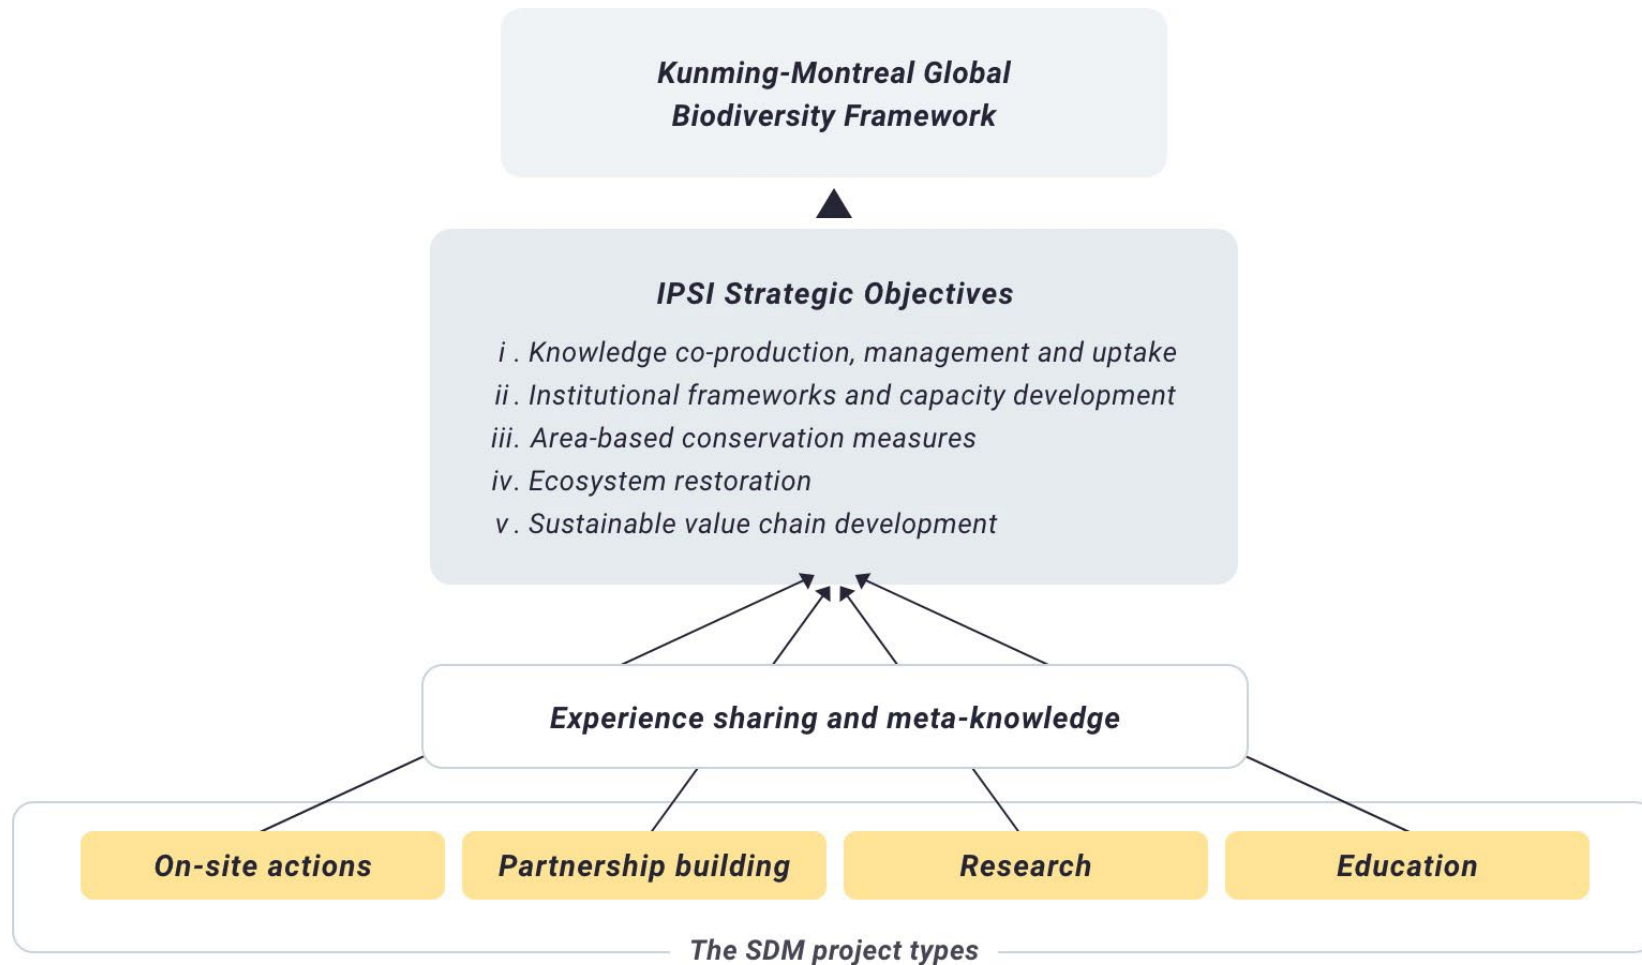 Kunming-Montreal Global
Biodiversity Framework
IPSI Strategic Objectives
i . Knowledge co-production, management and uptake
ii . Institutional frameworks and capacity development
iii. Area-based conservation measures
iv. Ecosystem restoration
v . Sustainable value chain development
Experience sharing and meta-knowledge
On-site actions
Partnership building
Research
Education
The SDM project types